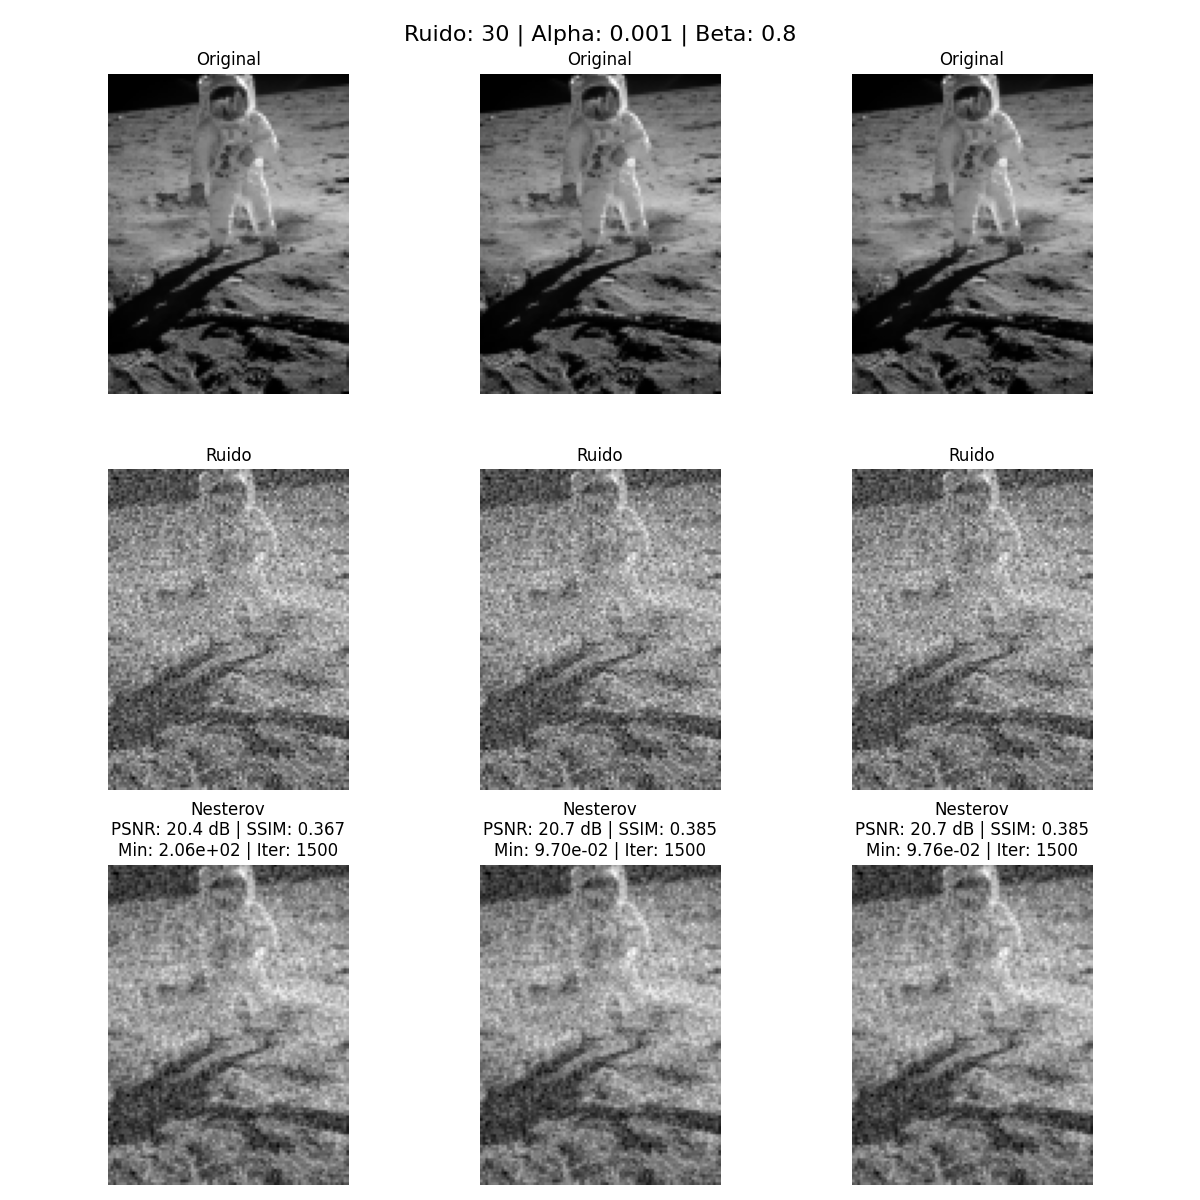 Ruido: 30 | Alpha: 0.001 | Beta: 0.8
Original
Original
Original
Ruido
Ruido
Ruido
Nesterov
PSNR: 20.4 dB | SSIM: 0.367
Min: 2.06e+02 | Iter: 1500
Nesterov
PSNR: 20.7 dB | SSIM: 0.385
Min: 9.70e-02 | Iter: 1500
Nesterov
PSNR: 20.7 dB | SSIM: 0.385
Min: 9.76e-02 | Iter: 1500